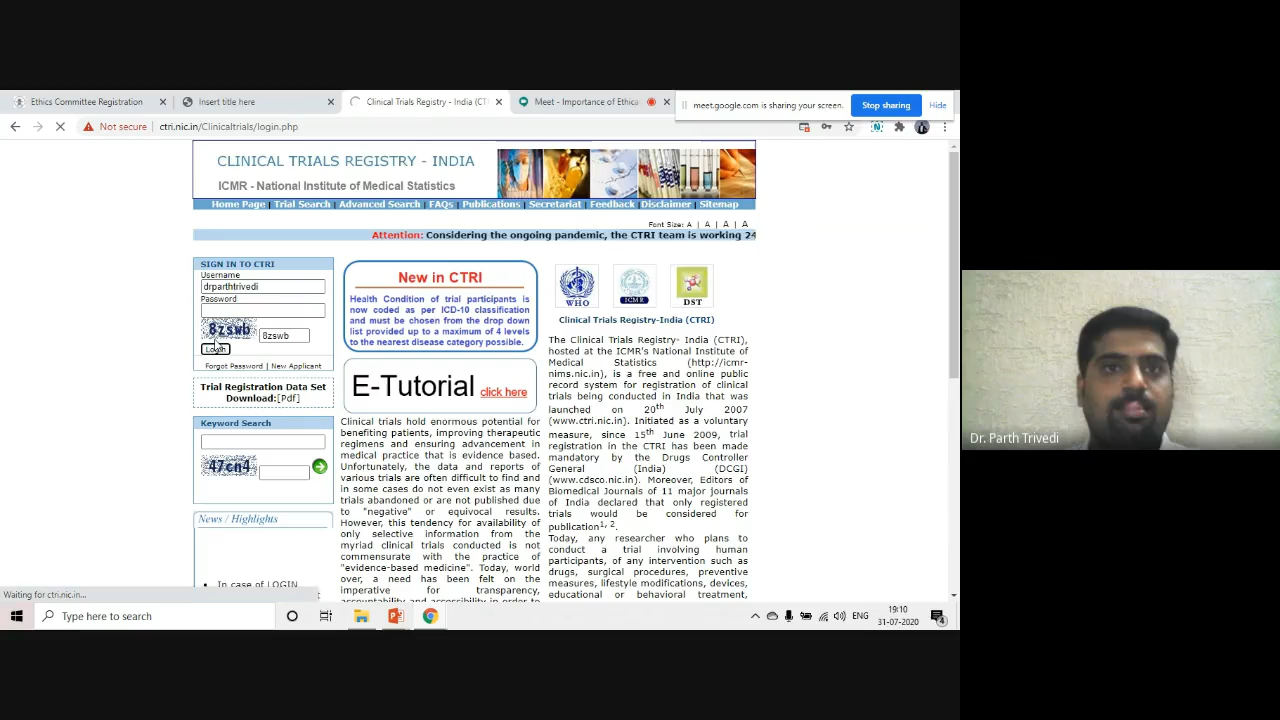 Ethics Committee Registration
Insert title here
Clinical Trials Registry - India (CT
Meet - Importance of Ethica
meet.google.com is sharing your screen.
Stop sharing
Hide
Not secure
ctri.nic.in/Clinicaltrials/login.php
CLINICAL TRIALS REGISTRY - INDIA
ICMR - National Institute of Medical Statistics
Home Page | Trial Search | Advanced Search | FAQs | Publications | Secretariat | Feedback | Disclaimer | Sitemap
Font Size: A | A | A | A
Attention: Considering the ongoing pandemic, the CTRI team is working 24
SIGN IN TO CTRI
Username
drparthtrivedi
Password
8zswb
8zswb
Login
Forgot Password | New Applicant
Trial Registration Data Set
Download:[Pdf]
Keyword Search
47cn4
News / Highlights
In case of LOGIN
New in CTRI
Health Condition of trial participants is
now coded as per ICD-10 classification
and must be chosen from the drop down
list provided up to a maximum of 4 levels
to the nearest disease category possible.
E-Tutorial click here
Clinical trials hold enormous potential for
benefiting patients, improving therapeutic
regimens and ensuring advancement in
medical practice that is evidence based.
Unfortunately, the data and reports of
various trials are often difficult to find and
in some cases do not even exist as many
trials abandoned or are not published due
to "negative" or equivocal results.
However, this tendency for availability of
only selective information from the
myriad clinical trials conducted is not
commensurate with the practice of
"evidence-based medicine". Today, world
over, a need has been felt on the
imperative for transparency,
accountability and accessibility in order to
WHO
ICMR
DST
Clinical Trials Registry-India (CTRI)
The Clinical Trials Registry- India (CTRI),
hosted at the ICMR's National Institute of
Medical Statistics (http://icmr-
nims.nic.in), is a free and online public
record system for registration of clinical
trials being conducted in India that was
launched on 20th July 2007
(www.ctri.nic.in). Initiated as a voluntary
measure, since 15th June 2009, trial
registration in the CTRI has been made
mandatory by the Drugs Controller
General (India) (DCGI)
(www.cdsco.nic.in). Moreover, Editors of
Biomedical Journals of 11 major journals
of India declared that only registered
trials would be considered for
publication1, 2.
Today, any researcher who plans to
conduct a trial involving human
participants, of any intervention such as
drugs, surgical procedures, preventive
measures, lifestyle modifications, devices,
educational or behavioral treatment,
Waiting for ctri.nic.in...
Type here to search
ENG
19:10
31-07-2020
4
Dr. Parth Trivedi